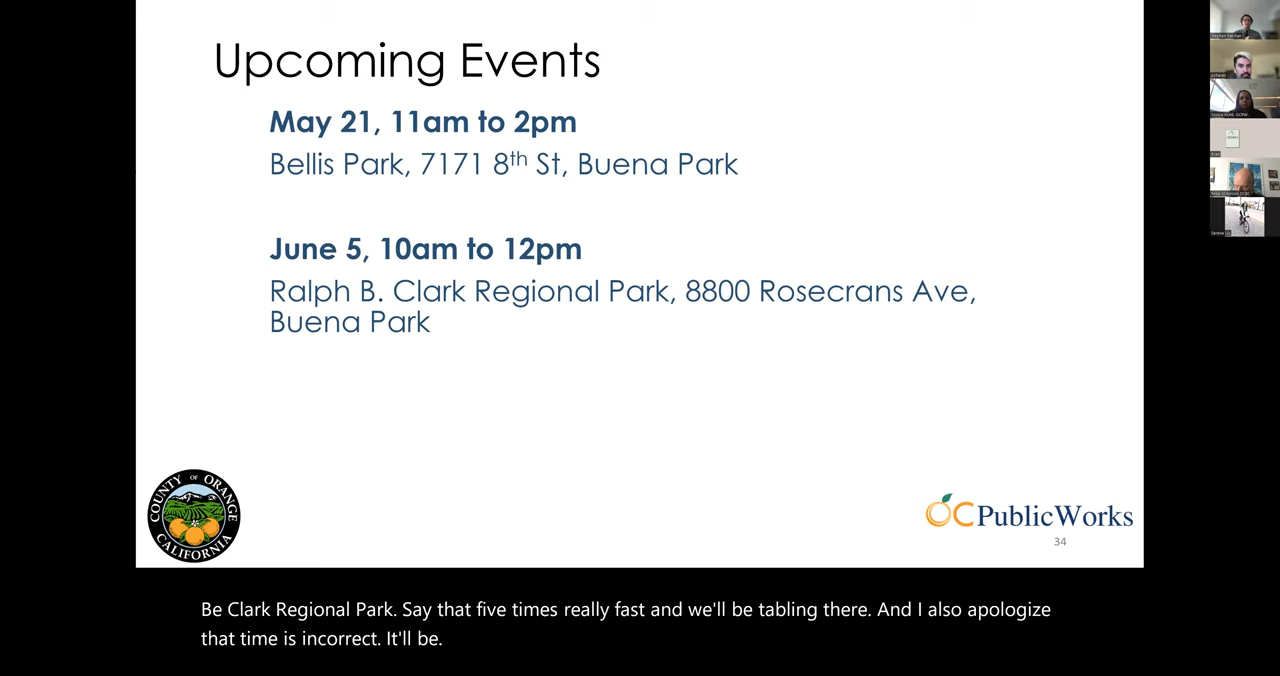 Upcoming Events
May 21, 11am to 2pm
Bellis Park, 7171 8th St, Buena Park
June 5, 10am to 12pm
Ralph B. Clark Regional Park, 8800 Rosecrans Ave,
Buena Park
COUNTY OF ORANGE
CALIFORNIA
OC PublicWorks
34
Be Clark Regional Park. Say that five times really fast and we'll be tabling there. And I also apologize
that time is incorrect. It'll be.